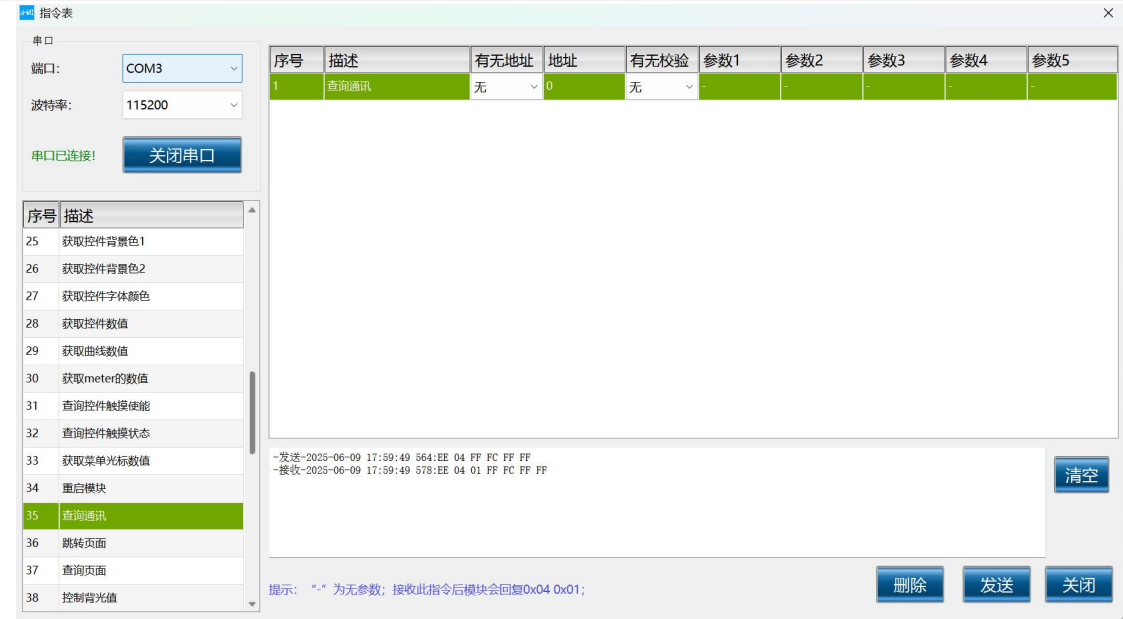 指令表
串口
端口:
COM3
波特率:
115200
串口已连接!
关闭串口
序号 描述
25 获取控件背景色1
26 获取控件背景色2
27 获取控件字体颜色
28 获取控件数值
29 获取曲线数值
30 获取meter的数值
31 查询控件触摸使能
32 查询控件触摸状态
33 获取菜单光标数值
34 重启模块
35 查询通讯
36 跳转页面
37 查询页面
38 控制背光值
序号 描述 有无地址 地址 有无校验 参数1 参数2 参数3 参数4 参数5
1 查询通讯 无 0 无 - - - - -
-发送-2025-06-09 17:59:49 564:EE 04 FF FC FF FF
-接收-2025-06-09 17:59:49 578:EE 04 01 FF FC FF FF
清空
提示: “-” 为无参数; 接收此指令后模块会回复0x04 0x01;
删除
发送
关闭